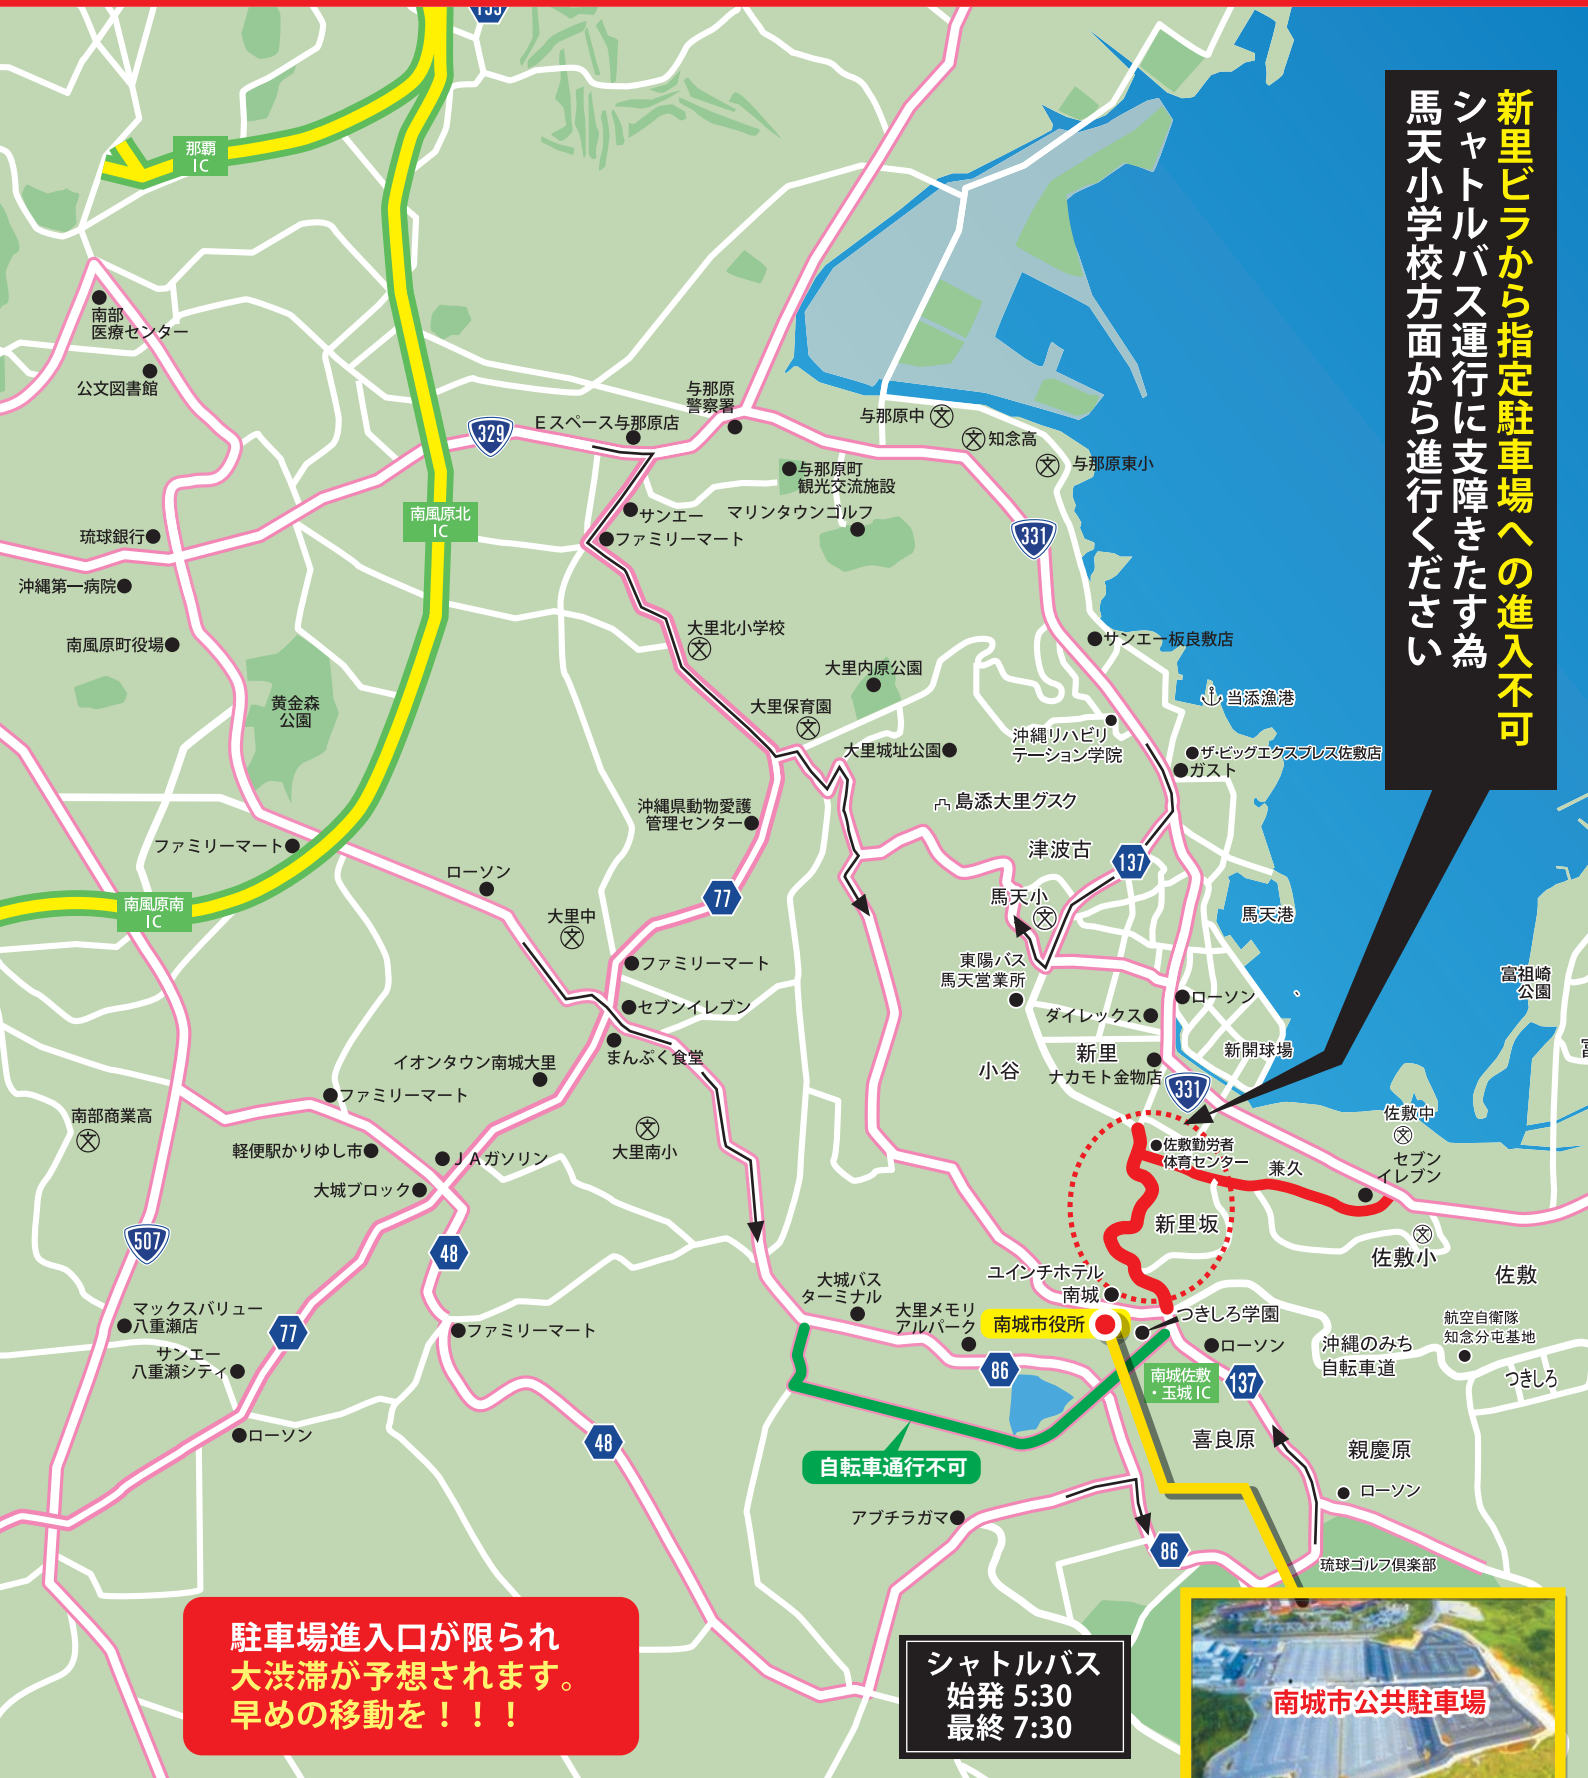 新里ビラから指定駐車場への進入不可
シャトルバス運行に支障きたす為
馬天小学校方面から進行ください
那覇
IC
南部
医療センター
公文図書館
琉球銀行
沖縄第一病院
南風原町役場
黄金森
公園
329
Eスペース与那原店
与那原
警察署
与那原中
知念高
与那原東小
与那原町
観光交流施設
マリンタウンゴルフ
サンエー
ファミリーマート
南風原北
IC
331
大里北小学校
サンエー板良敷店
大里内原公園
大里保育園
大里城址公園
当添漁港
沖縄リハビリ
テーション学院
ザ・ビッグエクスプレス佐敷店
ガスト
島添大里グスク
沖縄県動物愛護
管理センター
津波古
137
ファミリーマート
ローソン
77
馬天小
馬天港
南風原南
IC
大里中
ファミリーマート
東陽バス
馬天営業所
富祖崎
公園
セブンイレブン
ローソン
ダイレックス
まんぷく食堂
イオンタウン南城大里
新里
新開球場
小谷
ナカモト金物店
331
ファミリーマート
南部商業高
大里南小
佐敷中
軽便駅かりゆし市
JAガソリン
佐敷勤労者
体育センター
兼久
セブン
イレブン
大城ブロック
新里坂
507
48
佐敷小
佐敷
ユインチホテル
南城
大城バス
ターミナル
大里メモリ
アルパーク
南城市役所
つきしろ学園
マックスバリュー
八重瀬店
77
ファミリーマート
サンエー
八重瀬シティ
ローソン
沖縄のみち
自転車道
航空自衛隊
知念分屯基地
つきしろ
86
南城佐敷
・玉城IC
137
ローソン
48
自転車通行不可
喜良原
親慶原
ローソン
アブチラガマ
86
琉球ゴルフ倶楽部
駐車場進入口が限られ
大渋滞が予想されます。
早めの移動を！！！
シャトルバス
始発 5:30
最終 7:30
南城市公共駐車場